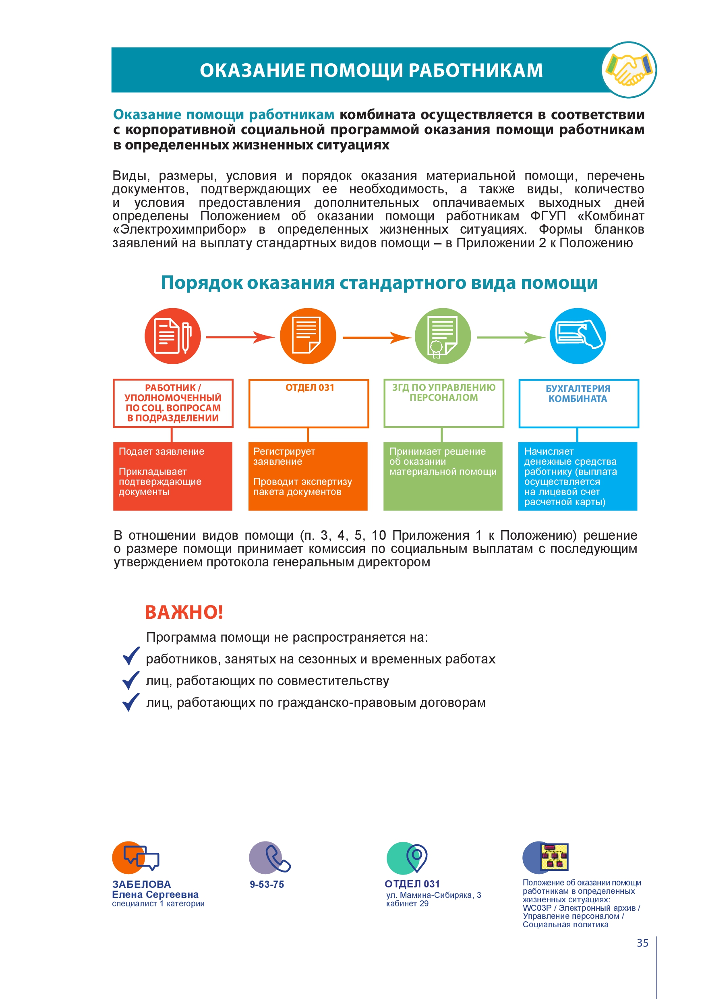 ОКАЗАНИЕ ПОМОЩИ РАБОТНИКАМ
Оказание помощи работникам комбината осуществляется в соответствии
с корпоративной социальной программой оказания помощи работникам
в определенных жизненных ситуациях
Виды, размеры, условия и порядок оказания материальной помощи, перечень
документов, подтверждающих ее необходимость, а также виды, количество
и условия предоставления дополнительных оплачиваемых выходных дней
определены Положением об оказании помощи работникам ФГУП «Комбинат
«Электрохимприбор» в определенных жизненных ситуациях. Формы бланков
заявлений на выплату стандартных видов помощи – в Приложении 2 к Положению
Порядок оказания стандартного вида помощи
РАБОТНИК /
УПОЛНОМОЧЕННЫЙ
ПО СОЦ. ВОПРОСАМ
В ПОДРАЗДЕЛЕНИИ
Подает заявление
Прикладывает
подтверждающие
документы
ОТДЕЛ 031
Регистрирует
заявление
Проводит экспертизу
пакета документов
ЗГД ПО УПРАВЛЕНИЮ
ПЕРСОНАЛОМ
Принимает решение
об оказании
материальной помощи
БУХГАЛТЕРИЯ
КОМБИНАТА
Начисляет
денежные средства
работнику (выплата
осуществляется
на лицевой счет
расчетной карты)
В отношении видов помощи (п. 3, 4, 5, 10 Приложения 1 к Положению) решение
о размере помощи принимает комиссия по социальным выплатам с последующим
утверждением протокола генеральным директором
ВАЖНО!
Программа помощи не распространяется на:
работников, занятых на сезонных и временных работах
лиц, работающих по совместительству
лиц, работающих по гражданско-правовым договорам
ЗАБЕЛОВА
Елена Сергеевна
специалист 1 категории
9-53-75
ОТДЕЛ 031
ул. Мамина-Сибиряка, 3
кабинет 29
Положение об оказании помощи
работникам в определенных
жизненных ситуациях:
WC03P / Электронный архив /
Управление персоналом /
Социальная политика
35